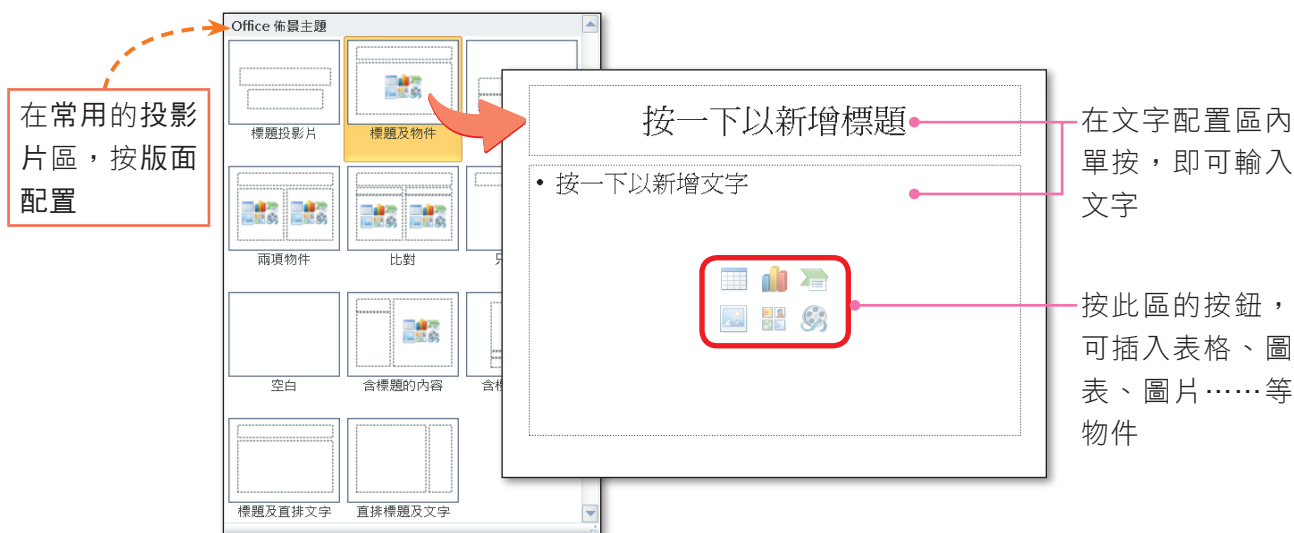 Office 佈景主題
標題投影片
標題及物件
兩項物件
比對
空白
含標題的內容
標題及直排文字
直排標題及文字
在常用的投影
片區，按版面
配置
按一下以新增標題
• 按一下以新增文字
在文字配置區內
單按，即可輸入
文字
按此區的按鈕，
可插入表格、圖
表、圖片……等
物件